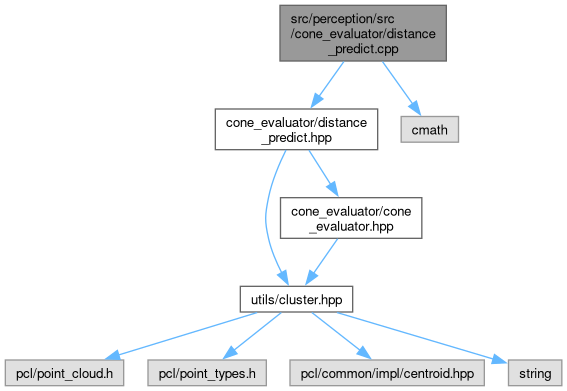 src/perception/src
/cone_evaluator/distance
_predict.cpp
cone_evaluator/distance
_predict.hpp
cmath
cone_evaluator/cone
_evaluator.hpp
utils/cluster.hpp
pcl/point_cloud.h
pcl/point_types.h
pcl/common/impl/centroid.hpp
string